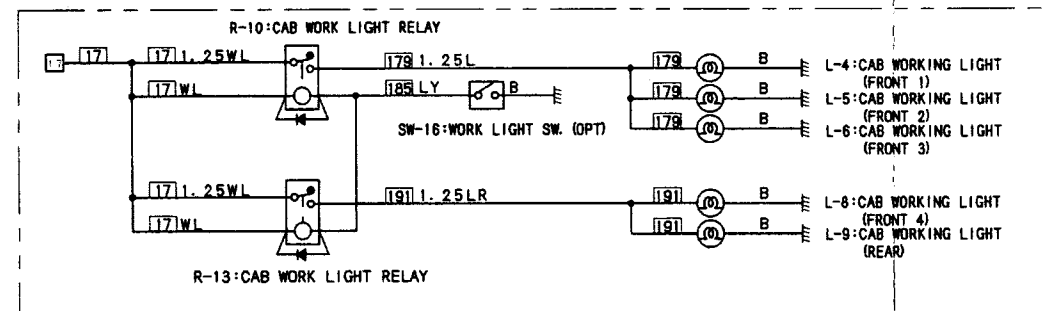 R-10:CAB WORK LIGHT RELAY
17 17 17 1.25WL 179 1.25L 179 B L-4:CAB WORKING LIGHT
(FRONT 1)
17 WL 185 LY B 179 B L-5:CAB WORKING LIGHT
(FRONT 2)
SW-16:WORK LIGHT SW. (OPT) 179 B L-6:CAB WORKING LIGHT
(FRONT 3)
17 1.25WL 191 1.25LR 191 B L-8:CAB WORKING LIGHT
(FRONT 4)
17 WL 191 B L-9:CAB WORKING LIGHT
(REAR)
R-13:CAB WORK LIGHT RELAY